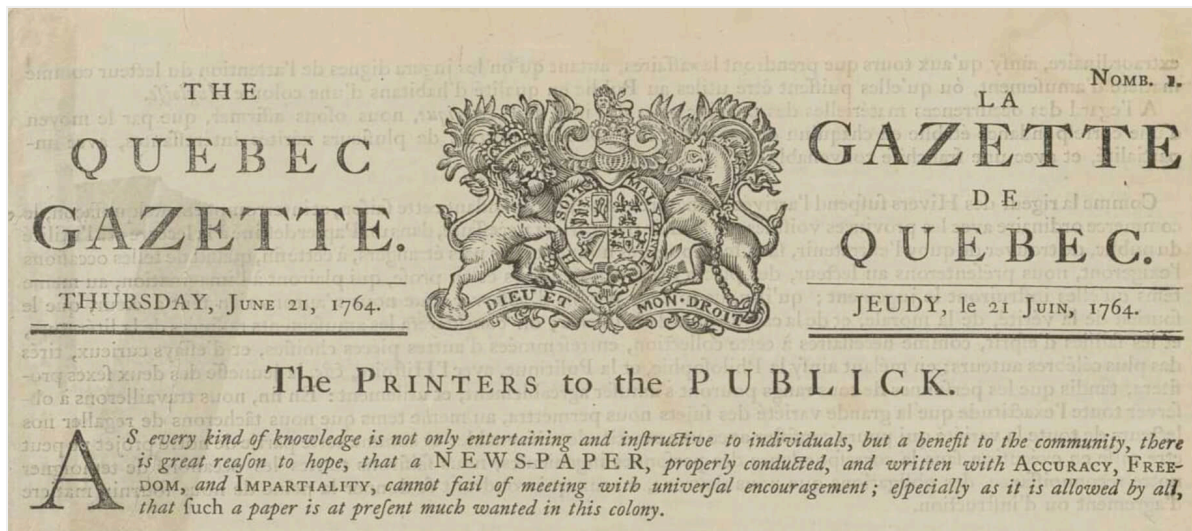 THE
QUEBEC
GAZETTE.
THURSDAY, JUNE 21, 1764.
HONI SOIT MAL Y PENS
DIEU ET MON·DROIT
NOMB. 1.
LA
GAZETTE
DE
QUEBEC.
JEUDY, le 21 JUIN, 1764.
The PRINTERS to the PUBLICK.
AS every kind of knowledge is not only entertaining and inſtructive to individuals, but a benefit to the community, there
is great reaſon to hope, that a NEWS-PAPER, properly conducted, and written with ACCURACY, FREE-
DOM, and IMPARTIALITY, cannot fail of meeting with univerſal encouragement; eſpecially as it is allowed by all,
that ſuch a paper is at preſent much wanted in this colony.